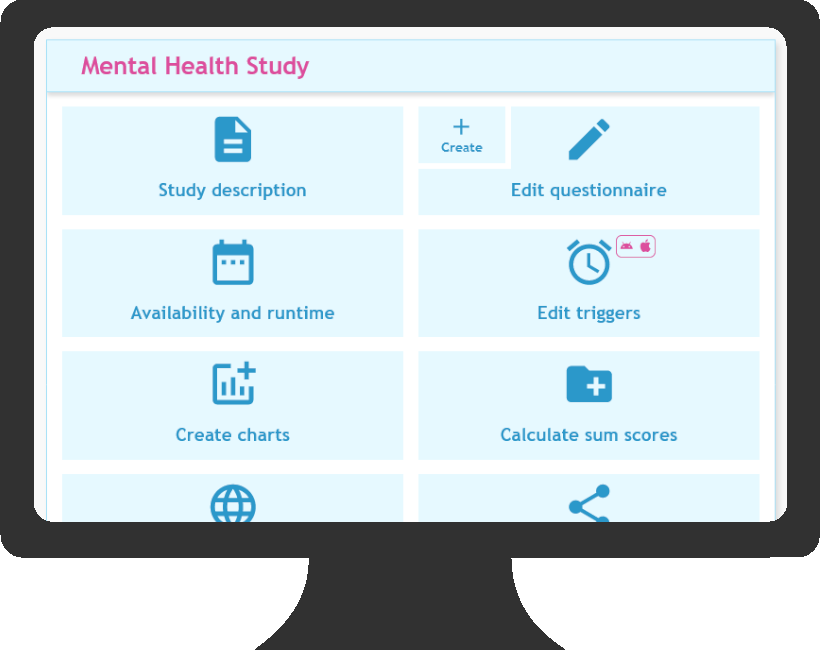 Mental Health Study
Study description
Create
Edit questionnaire
Availability and runtime
Edit triggers
Create charts
Calculate sum scores